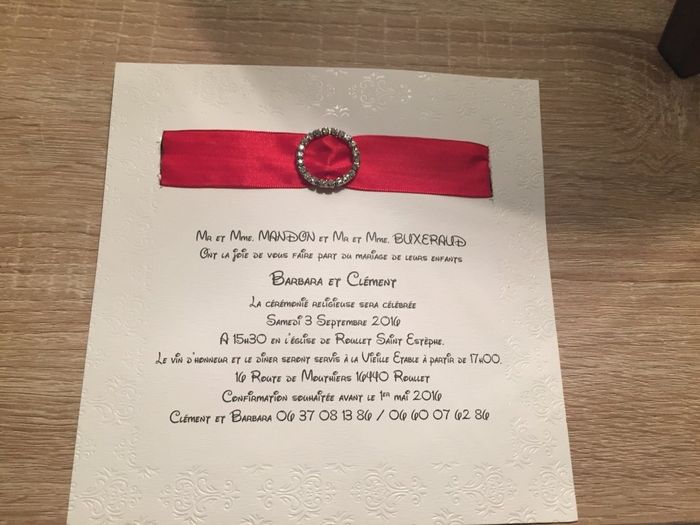 Mr et Mme. MANDON et Mr et Mme. BUXERAUD
Ont la joie de vous faire part du mariage de leurs enfants
Barbara et Clément
La cérémonie religieuse sera célébrée
Samedi 3 Septembre 2016
A 15h30 en l'église de Roullet Saint Estèphe.
Le vin d'honneur et le dîner seront servis à la Vieille Etable à partir de 17h00.
16 Route de Mouthiers 16440 Roullet
Confirmation souhaitée avant le 1er mai 2016
Clément et Barbara 06 37 08 13 86 / 06 60 07 62 86